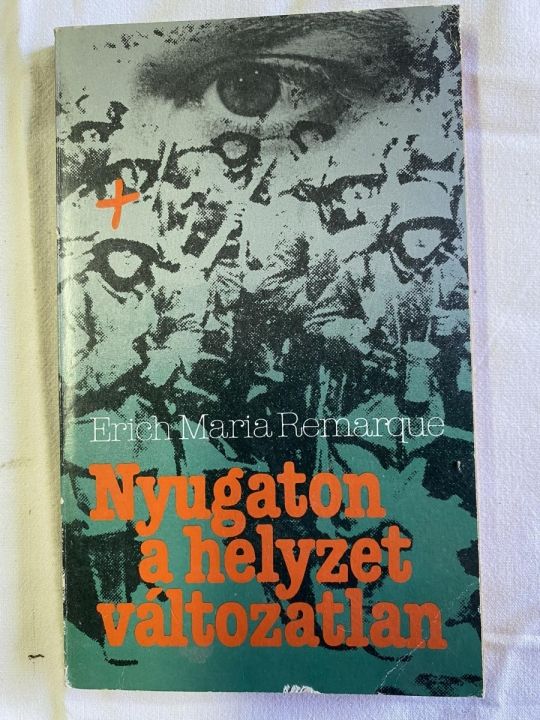 Erich Maria Remarque
Nyugaton
a helyzet
változatlan